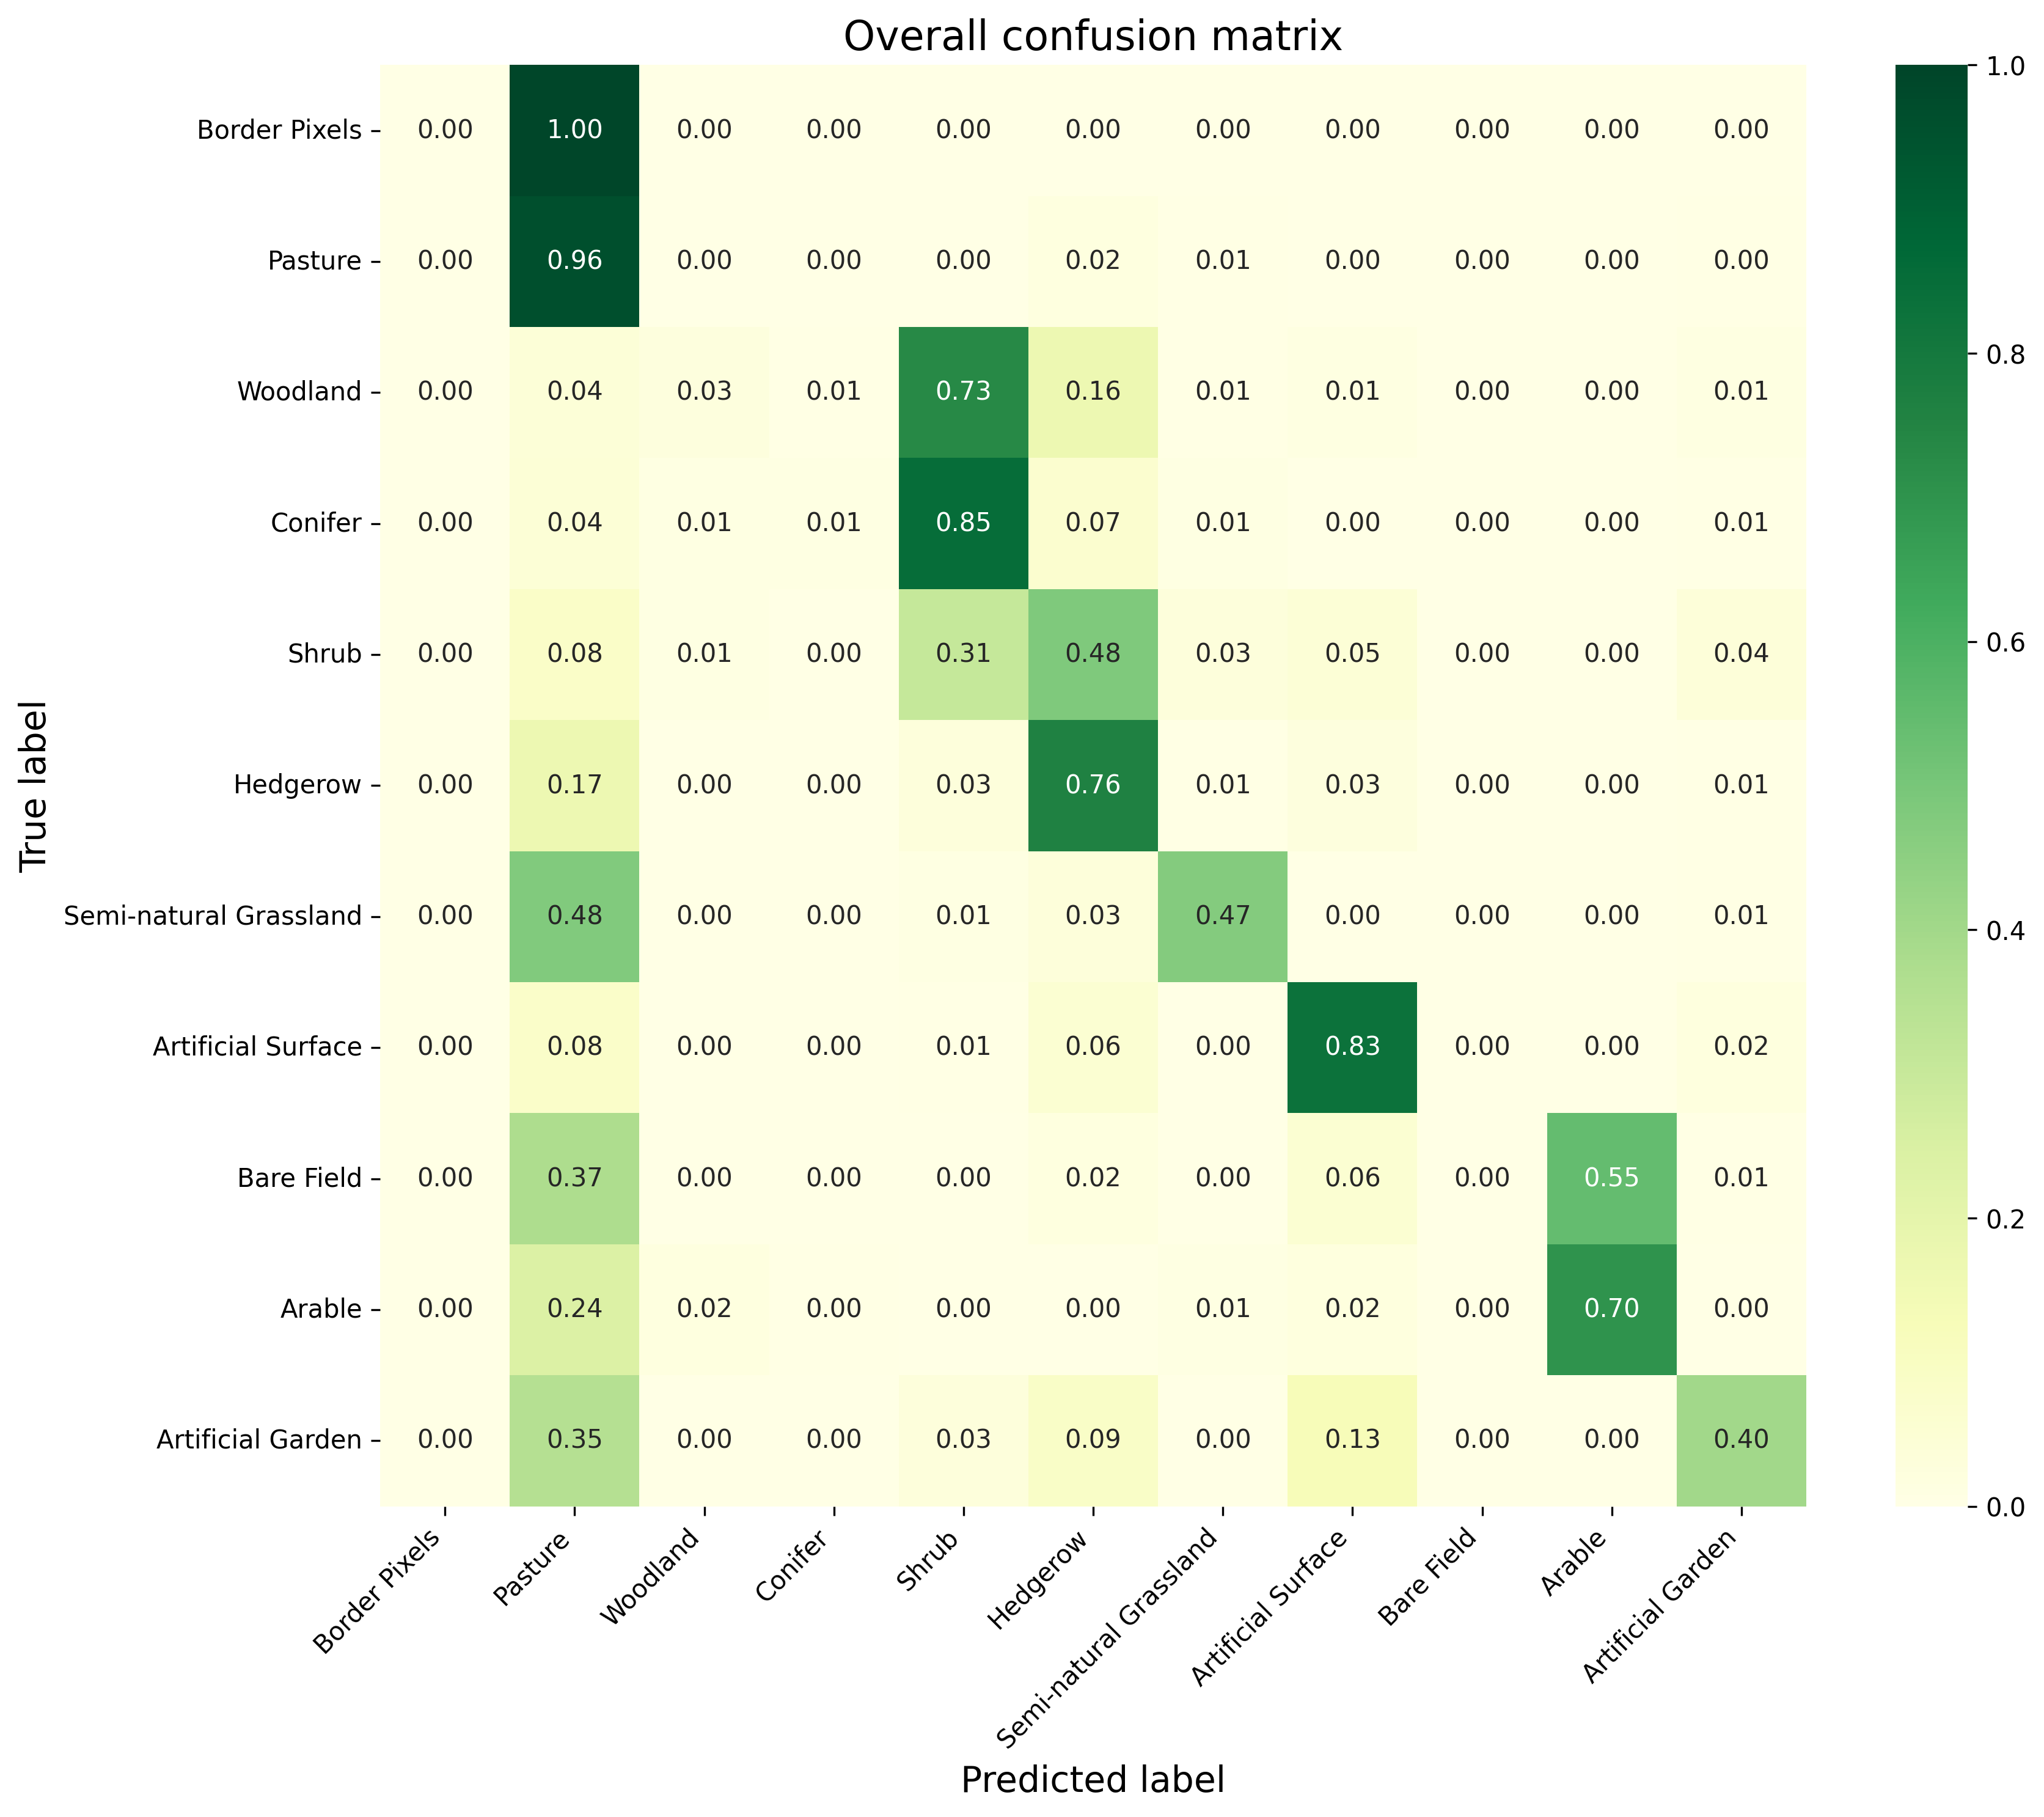 Overall confusion matrix
True label
Border Pixels 0.00 1.00 0.00 0.00 0.00 0.00 0.00 0.00 0.00 0.00 0.00
Pasture 0.00 0.96 0.00 0.00 0.00 0.02 0.01 0.00 0.00 0.00 0.00
Woodland 0.00 0.04 0.03 0.01 0.73 0.16 0.01 0.01 0.00 0.00 0.01
Conifer 0.00 0.04 0.01 0.01 0.85 0.07 0.01 0.00 0.00 0.00 0.01
Shrub 0.00 0.08 0.01 0.00 0.31 0.48 0.03 0.05 0.00 0.00 0.04
Hedgerow 0.00 0.17 0.00 0.00 0.03 0.76 0.01 0.03 0.00 0.00 0.01
Semi-natural Grassland 0.00 0.48 0.00 0.00 0.01 0.03 0.47 0.00 0.00 0.00 0.01
Artificial Surface 0.00 0.08 0.00 0.00 0.01 0.06 0.00 0.83 0.00 0.00 0.02
Bare Field 0.00 0.37 0.00 0.00 0.00 0.02 0.00 0.06 0.00 0.55 0.01
Arable 0.00 0.24 0.02 0.00 0.00 0.00 0.01 0.02 0.00 0.70 0.00
Artificial Garden 0.00 0.35 0.00 0.00 0.03 0.09 0.00 0.13 0.00 0.00 0.40
Border Pixels
Pasture
Woodland
Conifer
Shrub
Hedgerow
Semi-natural Grassland
Artificial Surface
Bare Field
Arable
Artificial Garden
Predicted label
1.0
0.8
0.6
0.4
0.2
0.0